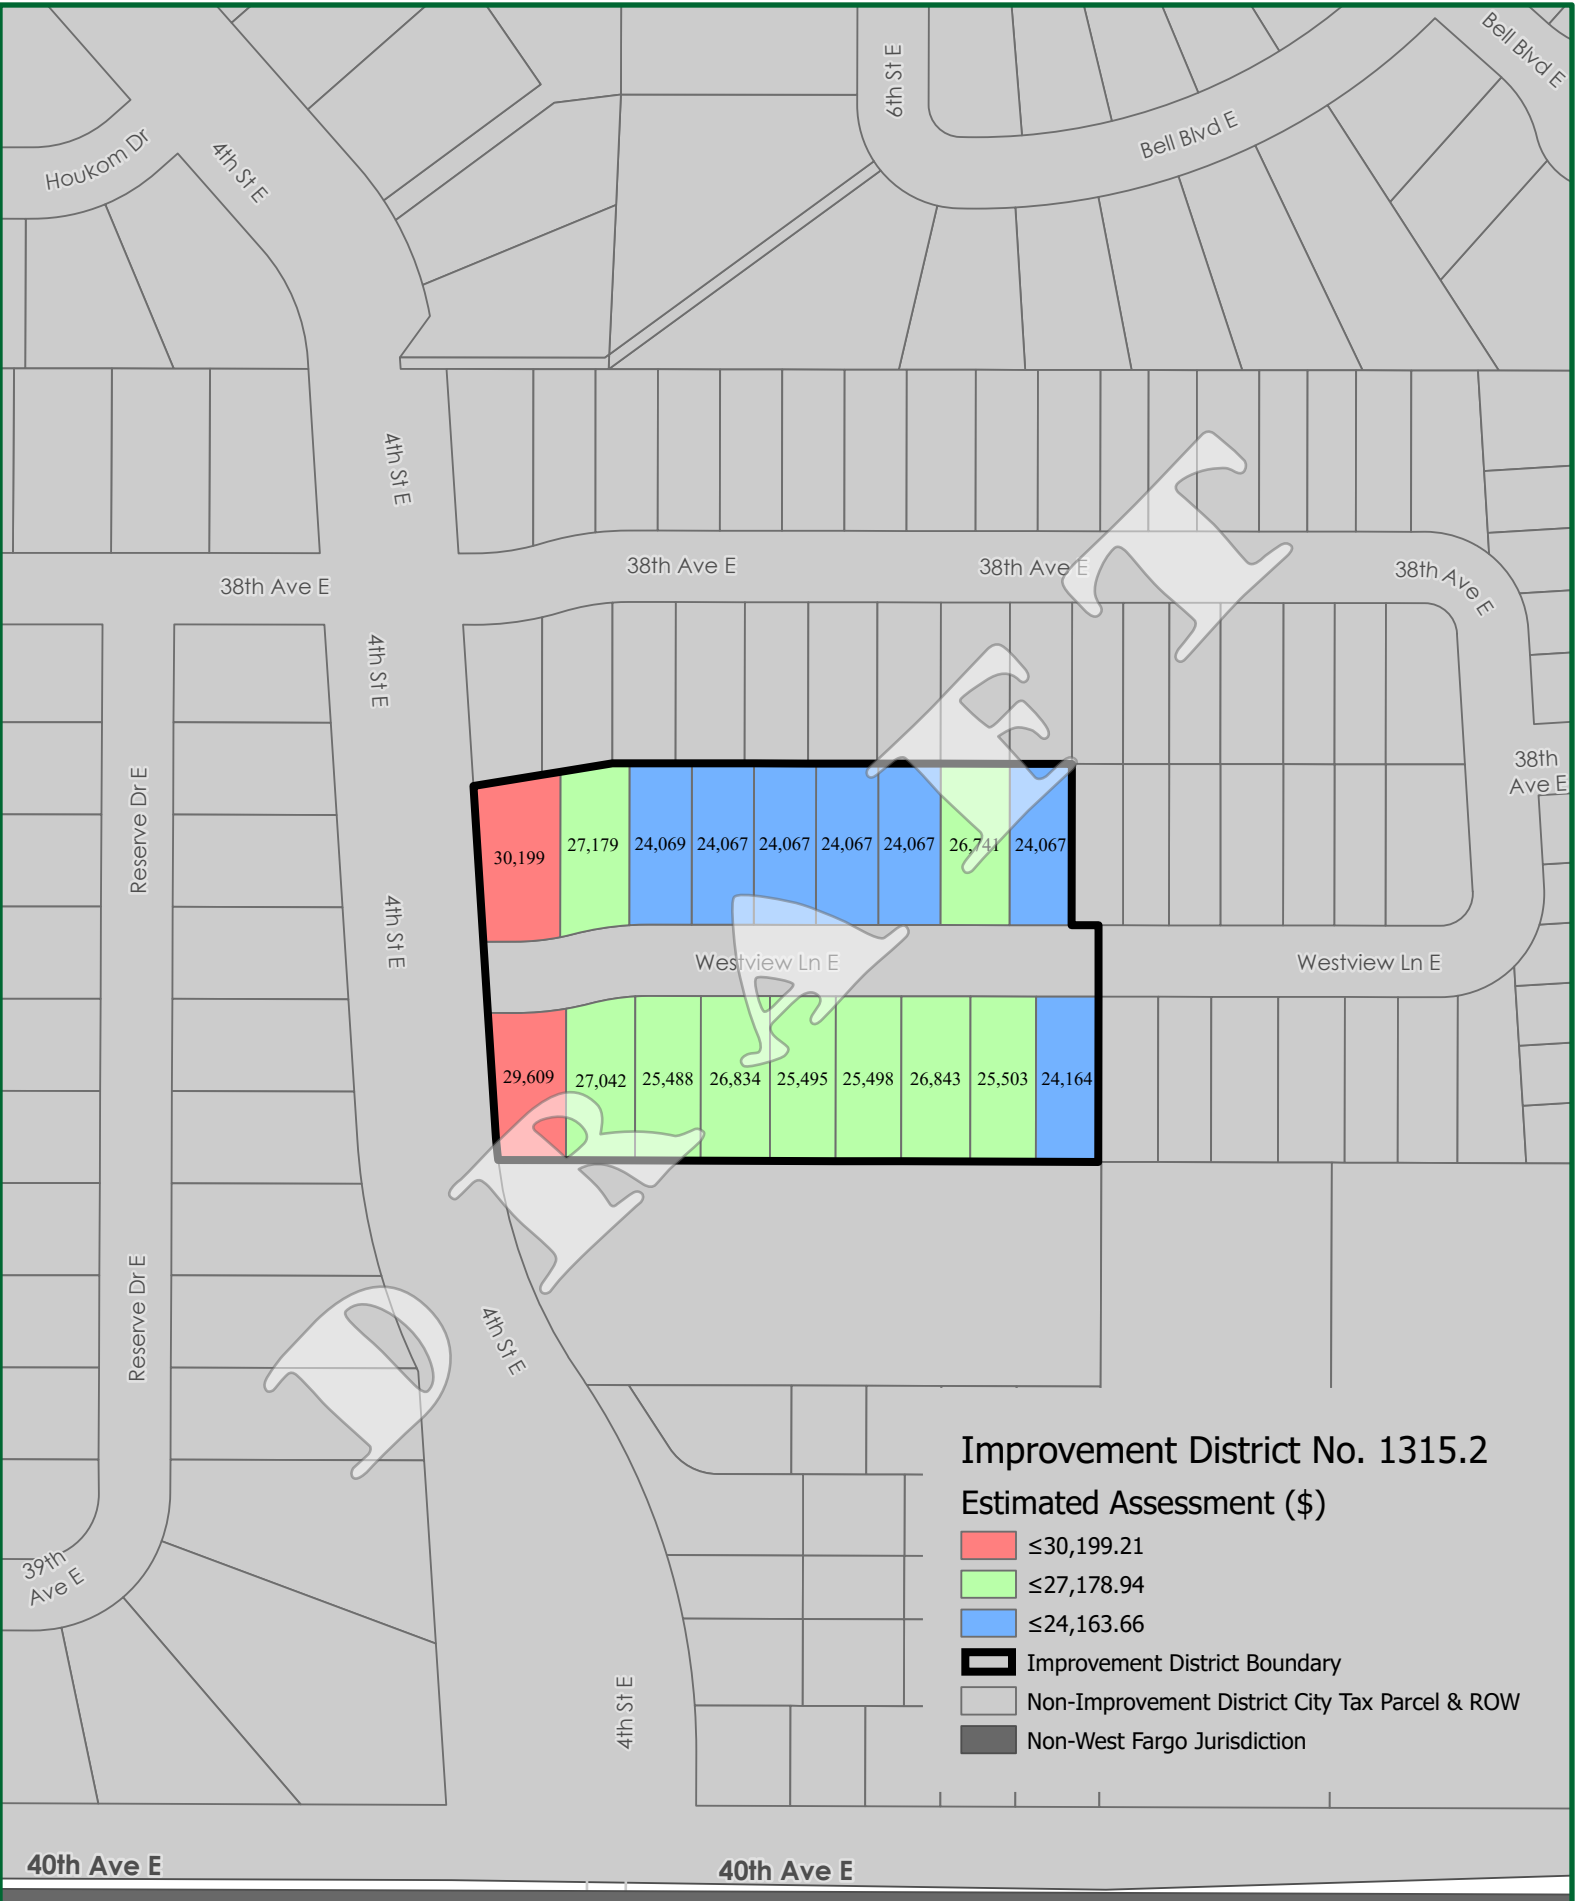 Bell Blvd E
6th St E
Bell Blvd E
Houkom Dr
4th St E
4th St E
38th Ave E
38th Ave E
38th Ave E
38th Ave E
4th St E
38th
Ave E
Reserve Dr E
30,199
27,179
24,069
24,067
24,067
24,067
24,067
26,741
24,067
4th St E
Westview Ln E
Westview Ln E
29,609
27,042
25,488
26,834
25,495
25,498
26,843
25,503
24,164
DRAFT
Reserve Dr E
4th St E
39th
Ave E
4th St E
Improvement District No. 1315.2
Estimated Assessment ($)
≤30,199.21
≤27,178.94
≤24,163.66
Improvement District Boundary
Non-Improvement District City Tax Parcel & ROW
Non-West Fargo Jurisdiction
40th Ave E
40th Ave E